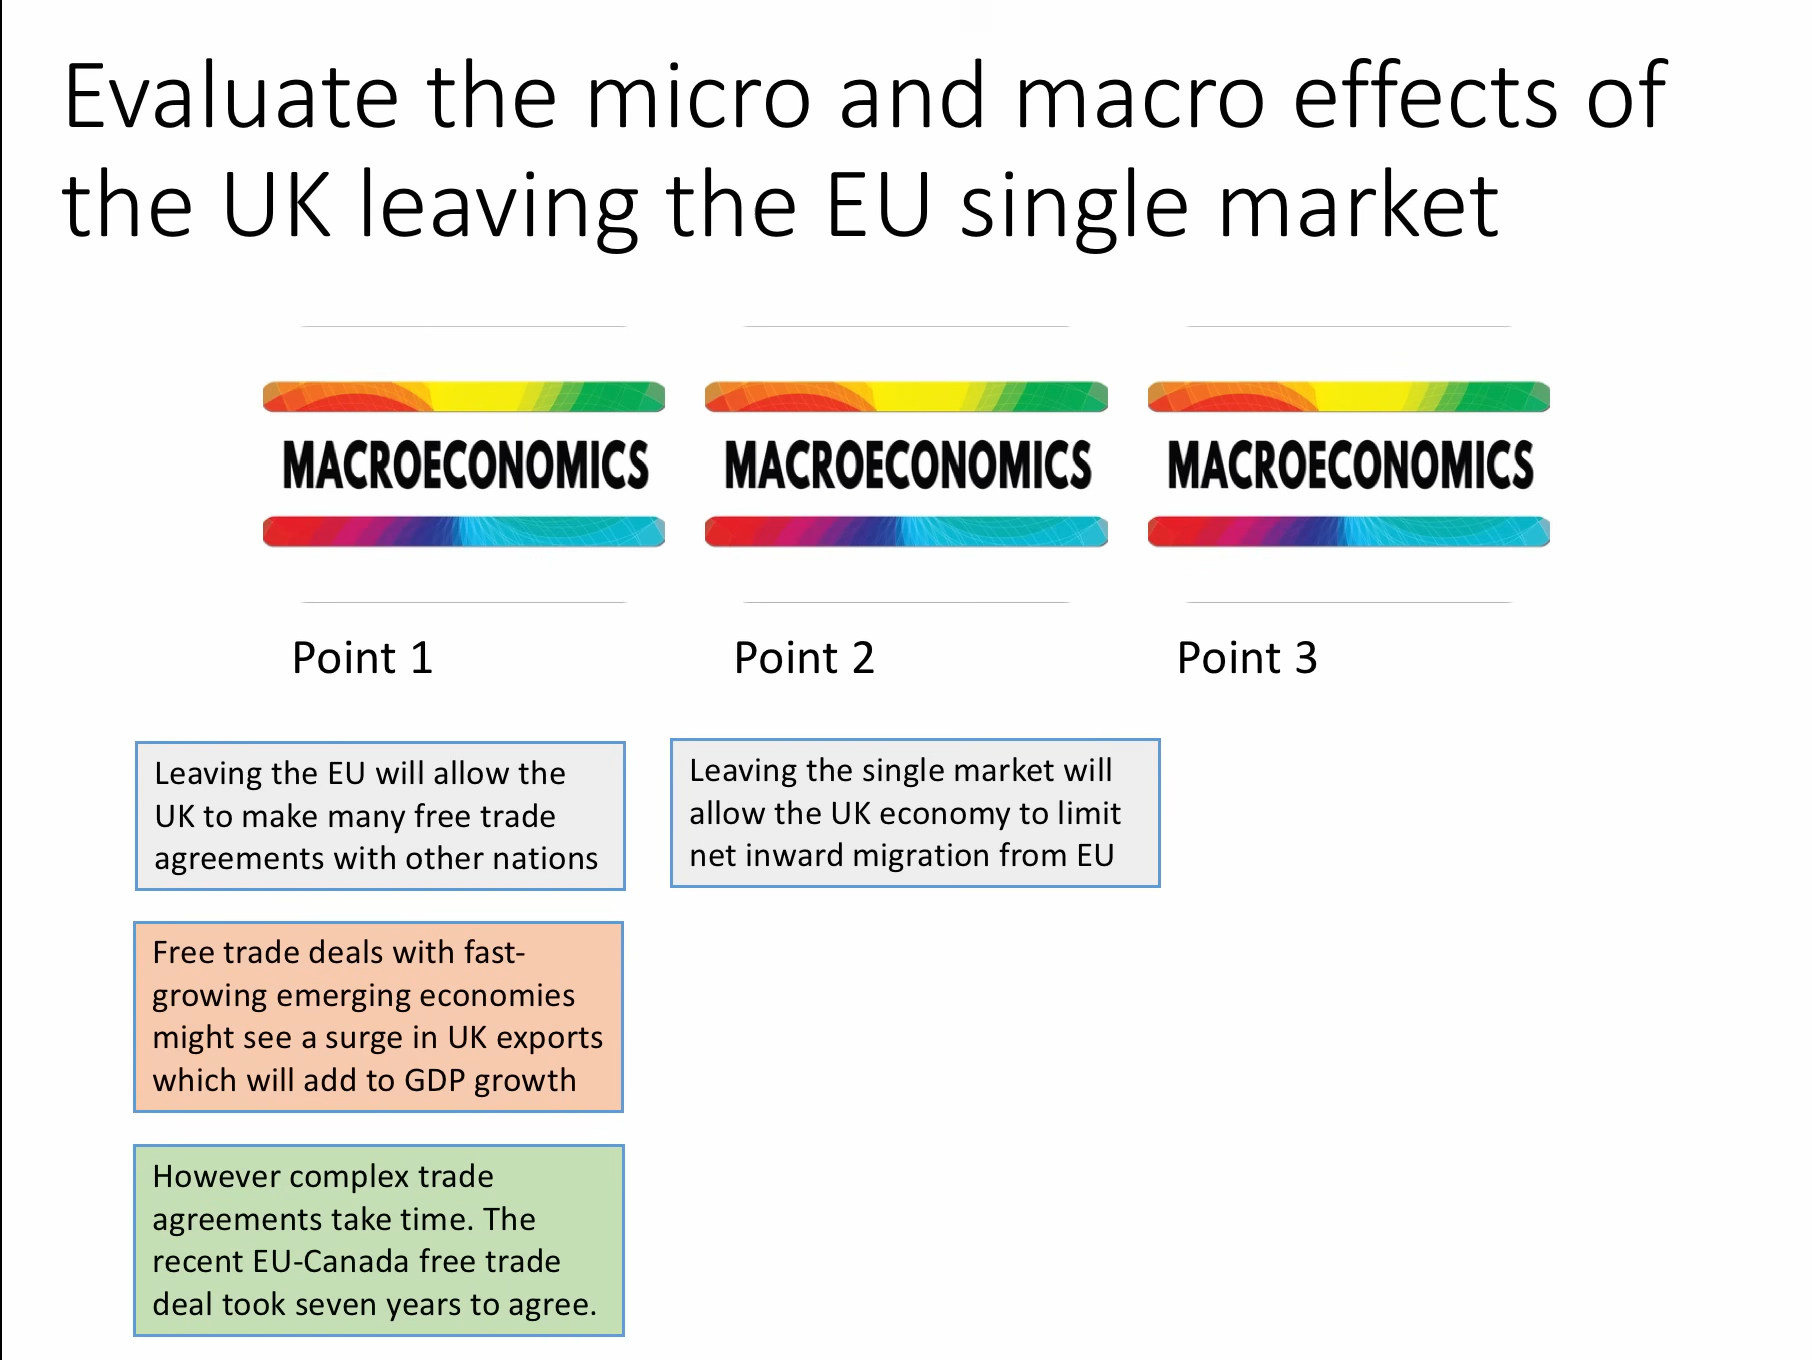 Evaluate the micro and macro effects of
the UK leaving the EU single market
MACROECONOMICS
MACROECONOMICS
MACROECONOMICS
Point 1
Point 2
Point 3
Leaving the EU will allow the
UK to make many free trade
agreements with other nations
Free trade deals with fast-
growing emerging economies
might see a surge in UK exports
which will add to GDP growth
However complex trade
agreements take time. The
recent EU-Canada free trade
deal took seven years to agree.
Leaving the single market will
allow the UK economy to limit
net inward migration from EU